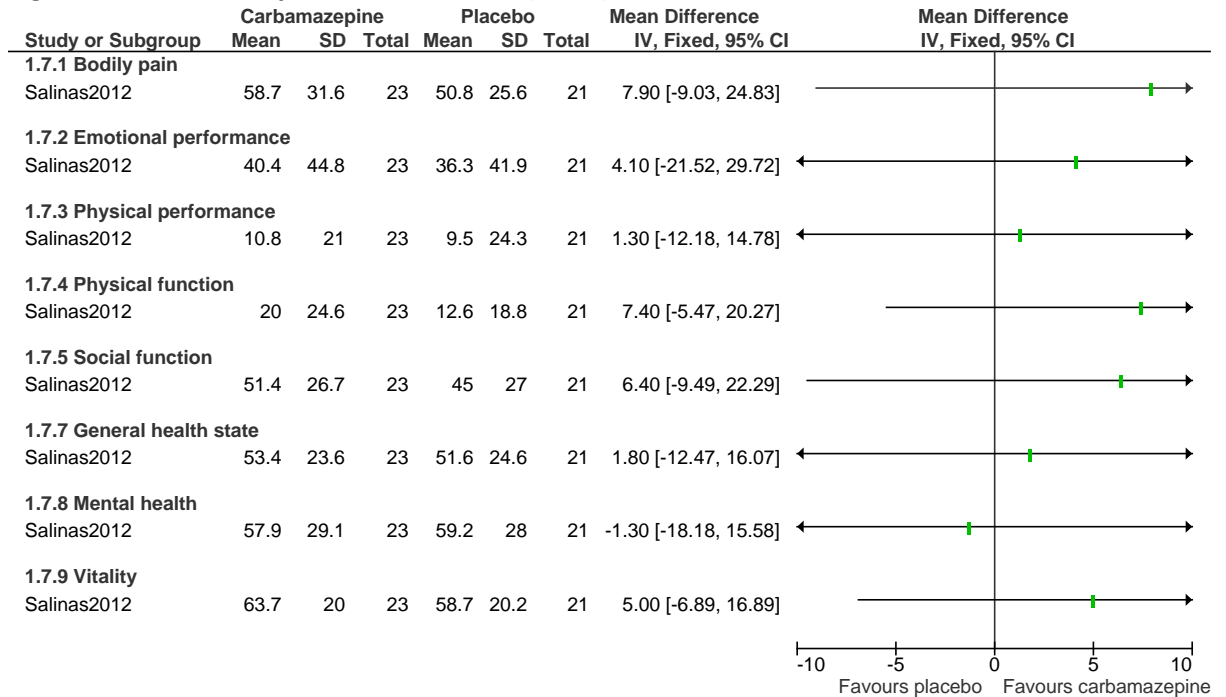 Carbamazepine Placebo Mean Difference Mean Difference
Study or Subgroup Mean SD Total Mean SD Total IV, Fixed, 95% CI IV, Fixed, 95% CI
1.7.1 Bodily pain
Salinas2012 58.7 31.6 23 50.8 25.6 21 7.90 [-9.03, 24.83]
1.7.2 Emotional performance
Salinas2012 40.4 44.8 23 36.3 41.9 21 4.10 [-21.52, 29.72]
1.7.3 Physical performance
Salinas2012 10.8 21 23 9.5 24.3 21 1.30 [-12.18, 14.78]
1.7.4 Physical function
Salinas2012 20 24.6 23 12.6 18.8 21 7.40 [-5.47, 20.27]
1.7.5 Social function
Salinas2012 51.4 26.7 23 45 27 21 6.40 [-9.49, 22.29]
1.7.7 General health state
Salinas2012 53.4 23.6 23 51.6 24.6 21 1.80 [-12.47, 16.07]
1.7.8 Mental health
Salinas2012 57.9 29.1 23 59.2 28 21 -1.30 [-18.18, 15.58]
1.7.9 Vitality
Salinas2012 63.7 20 23 58.7 20.2 21 5.00 [-6.89, 16.89]
-10 -5 0 5 10
Favours placebo Favours carbamazepine